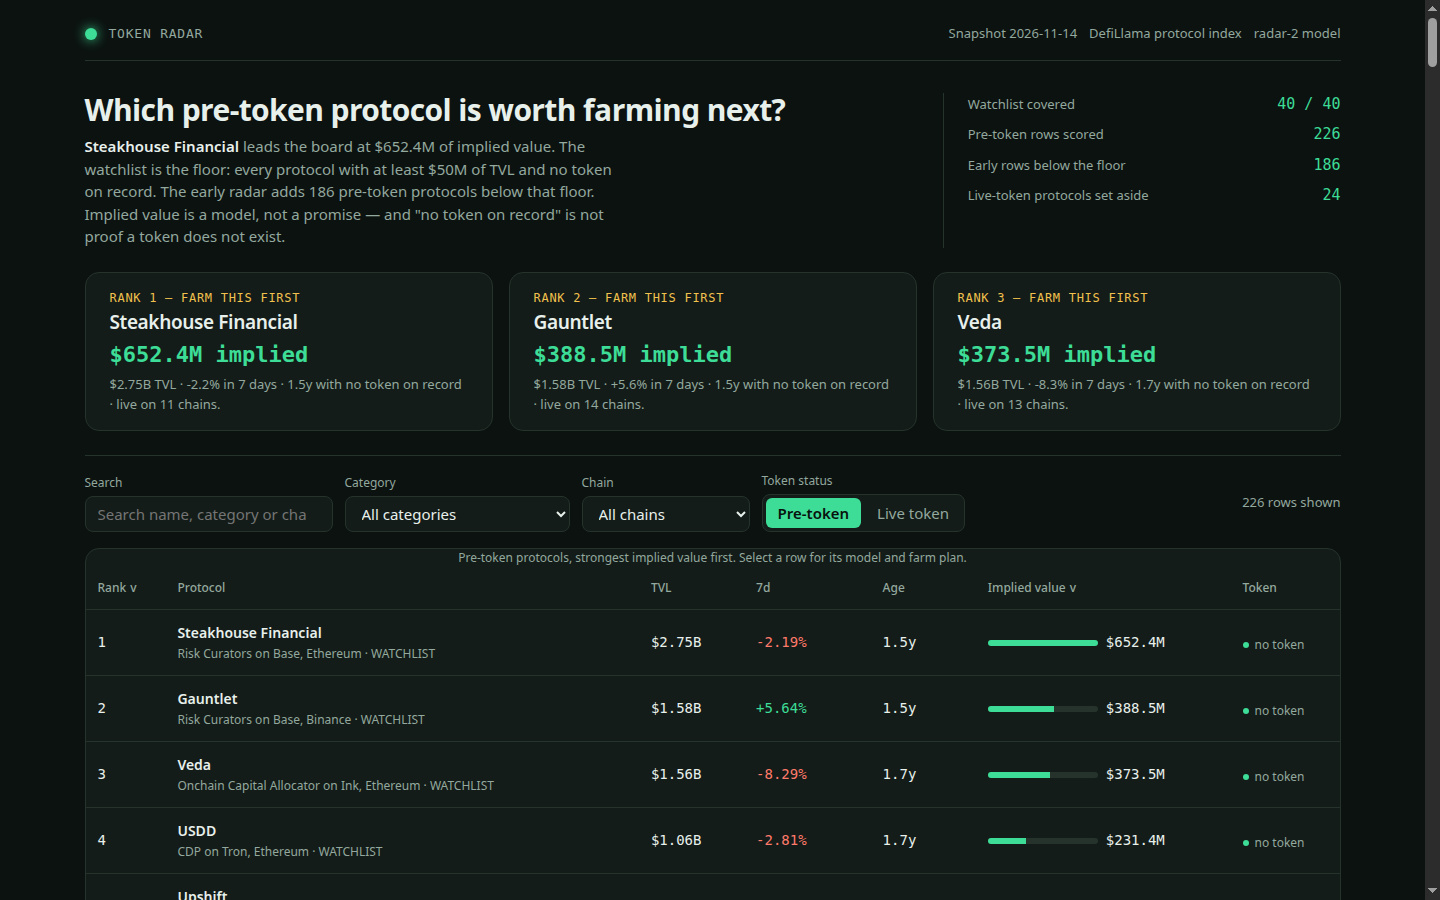 TOKEN RADAR
Snapshot 2026-11-14 DefiLlama protocol index radar-2 model
Which pre-token protocol is worth farming next?
Steakhouse Financial leads the board at $652.4M of implied value. The
watchlist is the floor: every protocol with at least $50M of TVL and no token
on record. The early radar adds 186 pre-token protocols below that floor.
Implied value is a model, not a promise — and "no token on record" is not
proof a token does not exist.
Watchlist covered 40 / 40
Pre-token rows scored 226
Early rows below the floor 186
Live-token protocols set aside 24
RANK 1 — FARM THIS FIRST
Steakhouse Financial
$652.4M implied
$2.75B TVL · -2.2% in 7 days · 1.5y with no token on record
· live on 11 chains.
RANK 2 — FARM THIS FIRST
Gauntlet
$388.5M implied
$1.58B TVL · +5.6% in 7 days · 1.5y with no token on record
· live on 14 chains.
RANK 3 — FARM THIS FIRST
Veda
$373.5M implied
$1.56B TVL · -8.3% in 7 days · 1.7y with no token on record
· live on 13 chains.
Search Category Chain Token status
Search name, category or cha All categories All chains Pre-token Live token
226 rows shown
Pre-token protocols, strongest implied value first. Select a row for its model and farm plan.
Rank v Protocol TVL 7d Age Implied value v Token
1 Steakhouse Financial $2.75B -2.19% 1.5y $652.4M no token
Risk Curators on Base, Ethereum · WATCHLIST
2 Gauntlet $1.58B +5.64% 1.5y $388.5M no token
Risk Curators on Base, Binance · WATCHLIST
3 Veda $1.56B -8.29% 1.7y $373.5M no token
Onchain Capital Allocator on Ink, Ethereum · WATCHLIST
4 USDD $1.06B -2.81% 1.7y $231.4M no token
CDP on Tron, Ethereum · WATCHLIST
Upshift